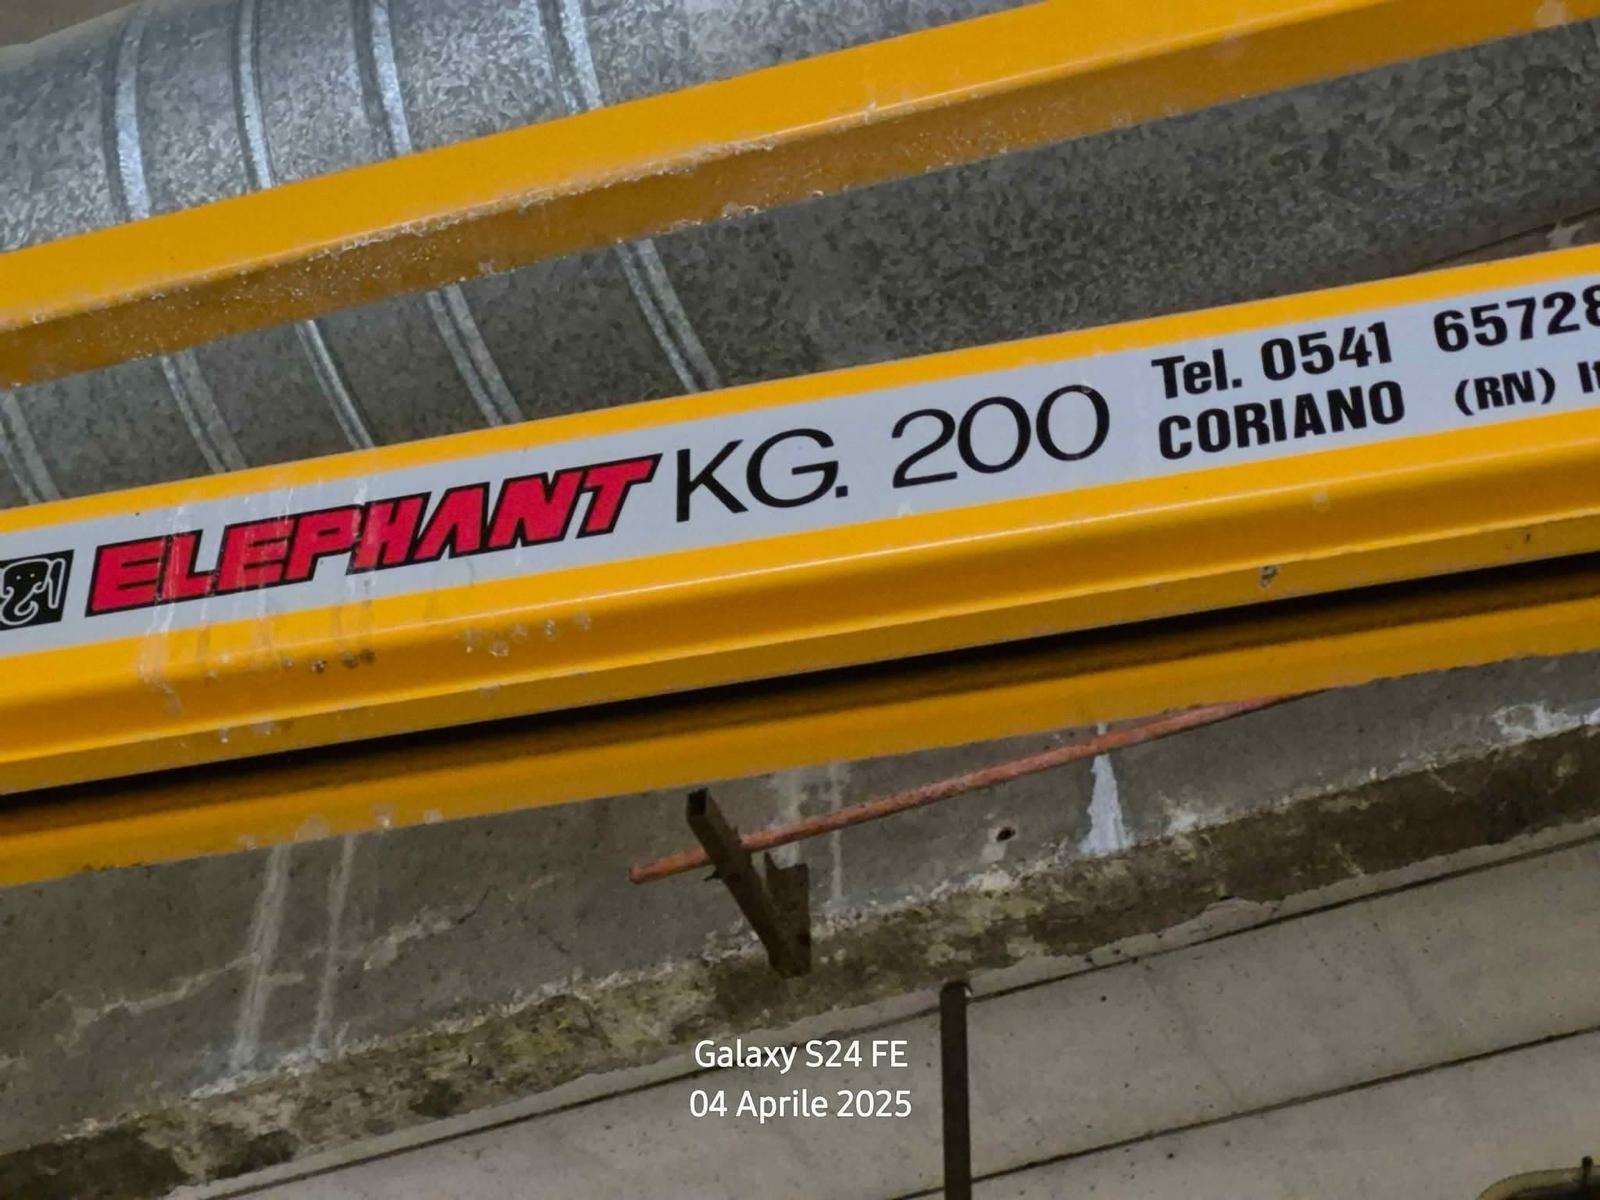 ELEPHANT KG. 200
Tel. 0541 65728
CORIANO (RN)
Galaxy S24 FE
04 Aprile 2025